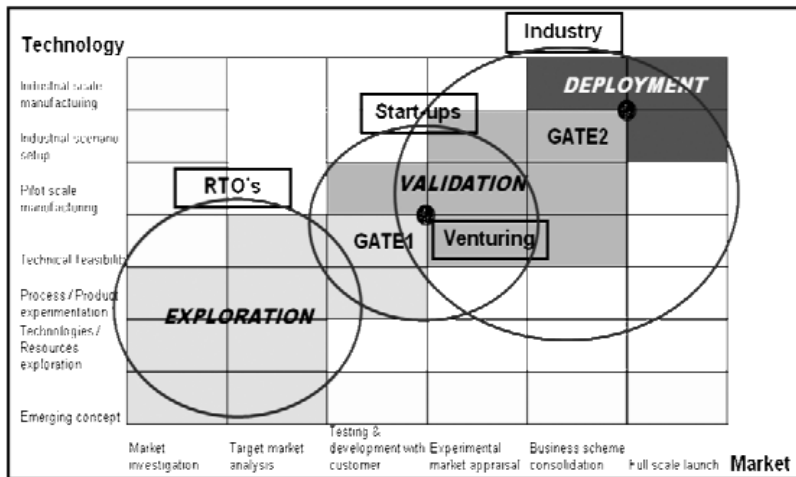 Technology
Industry
Industrial scale
manufacturing
DEPLOYMENT
Start-ups
Industrial scenario
setup
GATE2
RTO's
Pilot scale
manufacturing
VALIDATION
GATE1
Venturing
Technical feasibilit
Process / Product
experimentation
EXPLORATION
Technologies /
Resources
exploration
Emerging concept
Market
investigation
Target market
analysis
Testing &
development with
customer
Experimental
market appraisal
Business scheme
consolidation
Full scale launch
Market